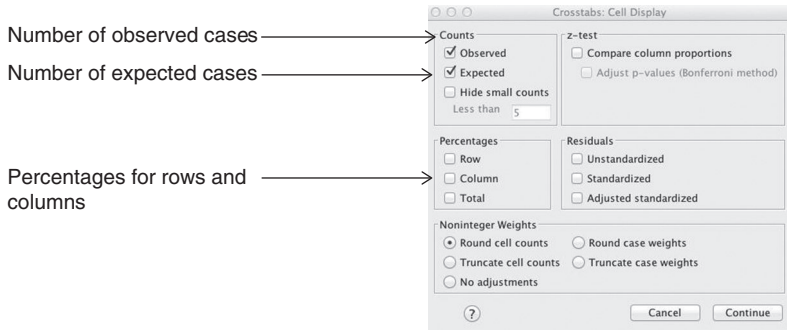 Crosstabs: Cell Display
Number of observed cases
Number of expected cases
Percentages for rows and
columns
Counts
Observed
Expected
Hide small counts
Less than 5
z-test
Compare column proportions
Adjust p-values (Bonferroni method)
Percentages
Row
Column
Total
Residuals
Unstandardized
Standardized
Adjusted standardized
Noninteger Weights
Round cell counts
Round case weights
Truncate cell counts
Truncate case weights
No adjustments
?
Cancel
Continue